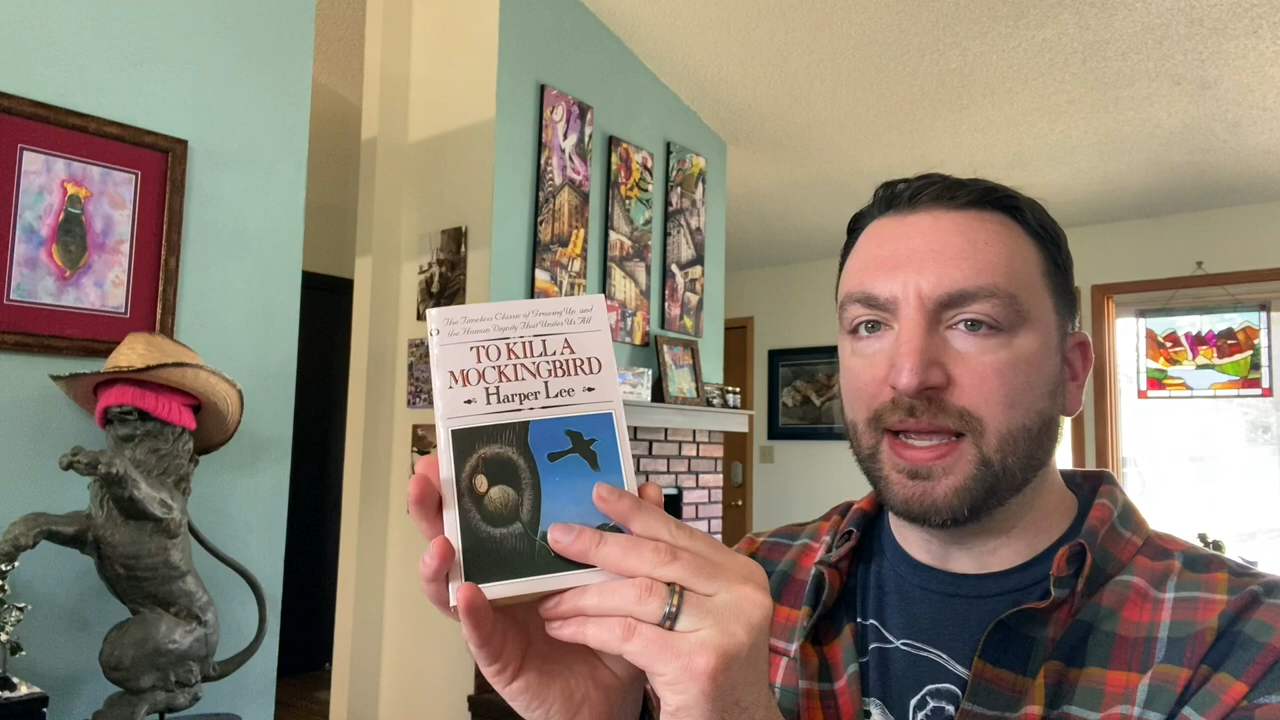 The Timeless Classic of Growing Up and
the Human Dignity That Unites Us All
TO KILL A
MOCKINGBIRD
Harper Lee